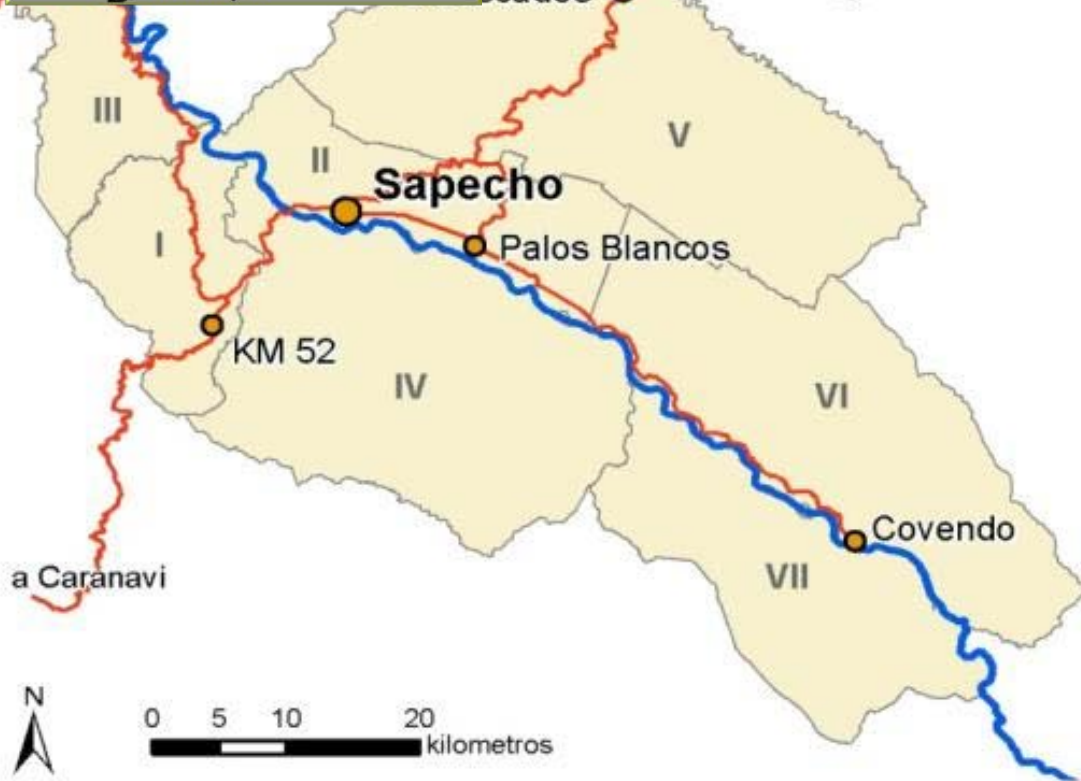 III
V
II
Sapecho
I
Palos Blancos
KM 52
IV
VI
Covendo
VII
a Caranavi
N
0 5 10 20
kilometros